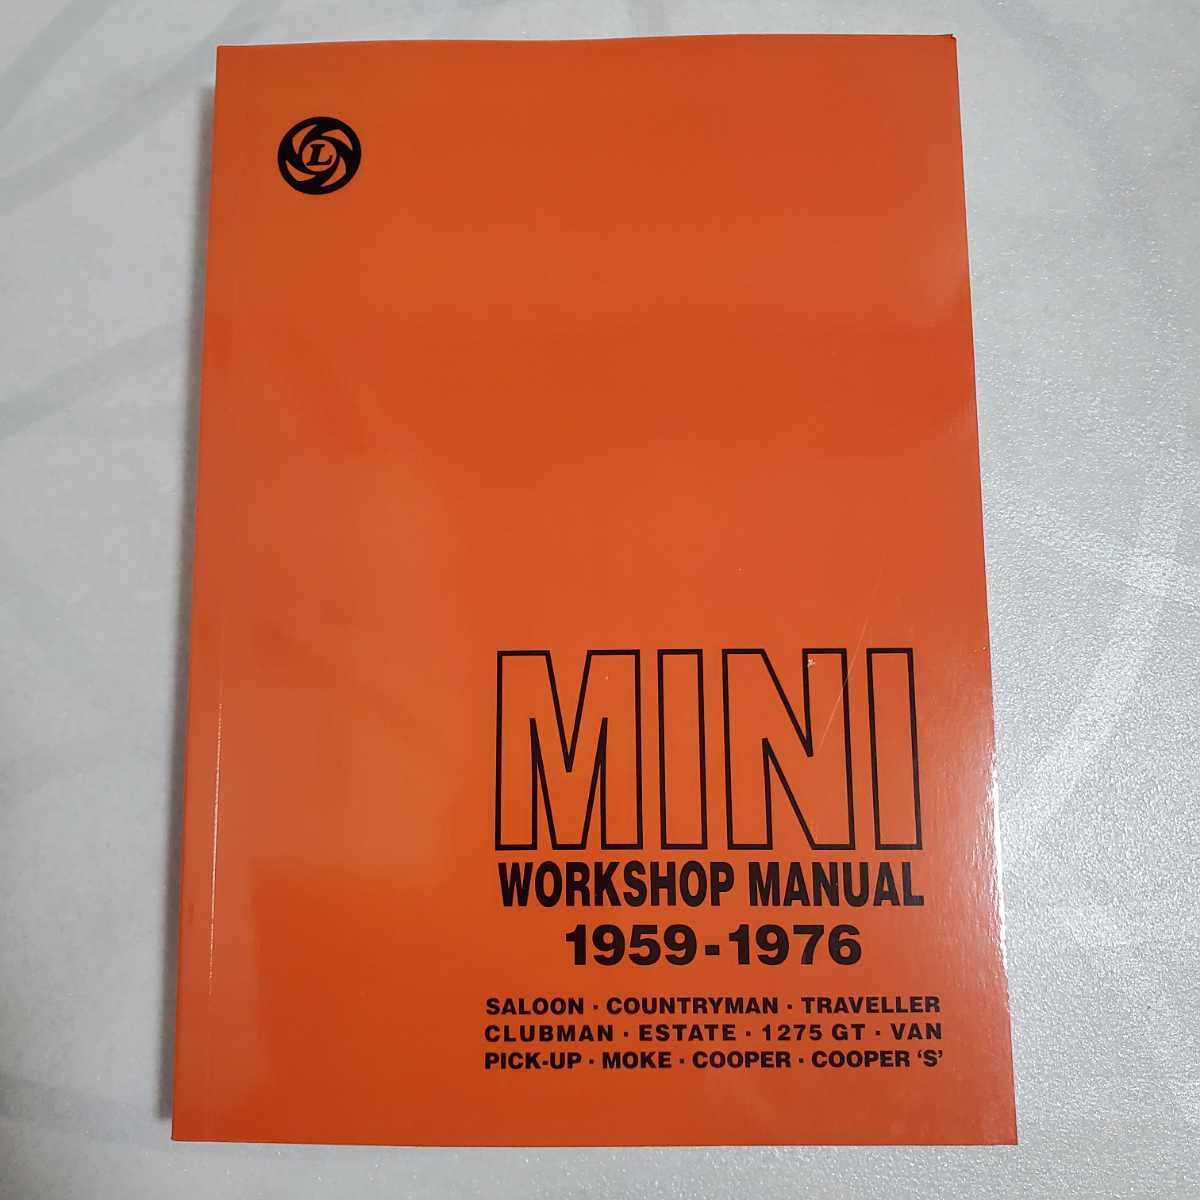 L
MINI
WORKSHOP MANUAL
1959-1976
SALOON · COUNTRYMAN · TRAVELLER
CLUBMAN · ESTATE · 1275 GT · VAN
PICK-UP · MOKE · COOPER · COOPER ‘S’